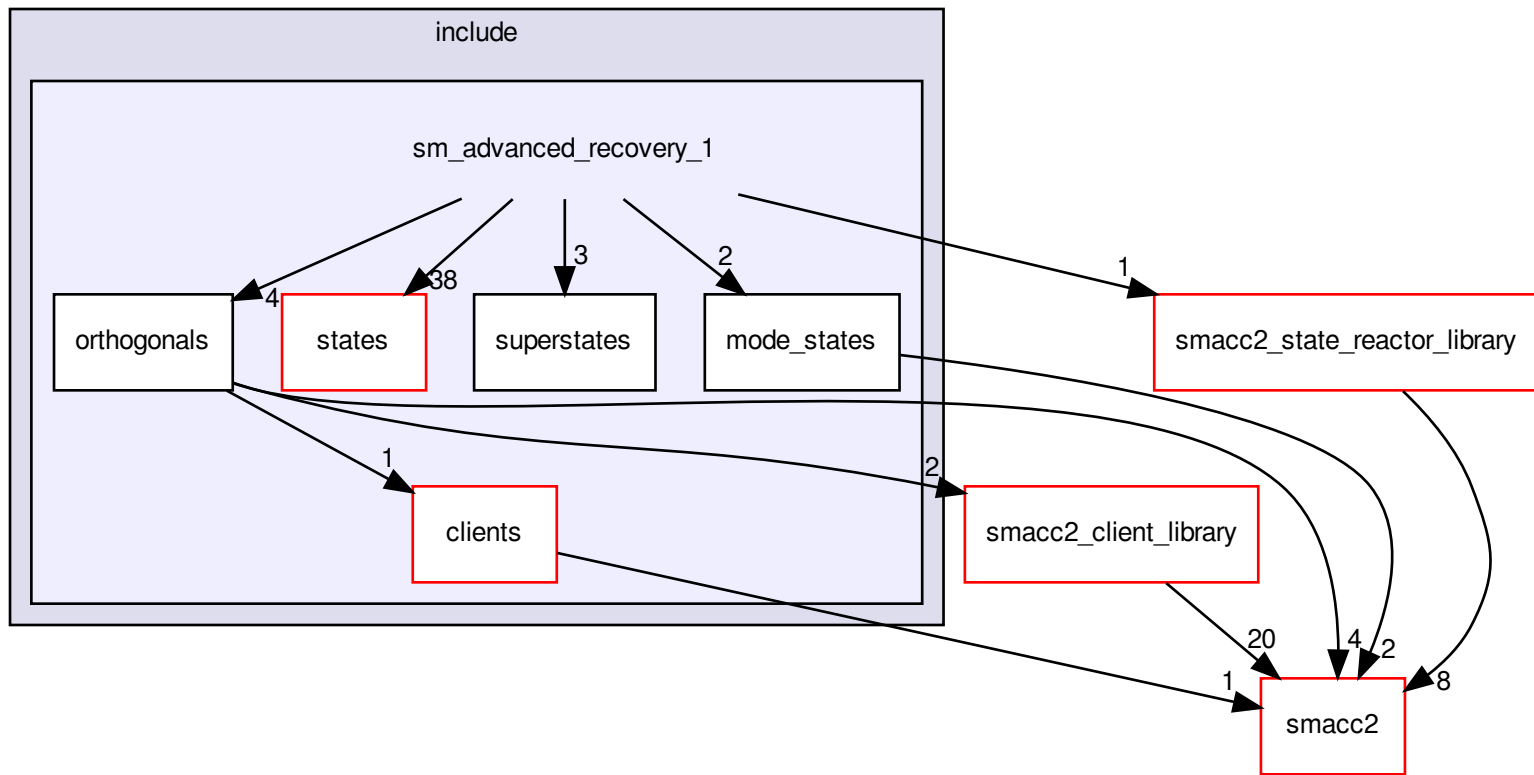 include
sm_advanced_recovery_1
4
38
3
2
1
orthogonals
states
superstates
mode_states
smacc2_state_reactor_library
1
2
clients
smacc2_client_library
20
4
2
1
8
smacc2